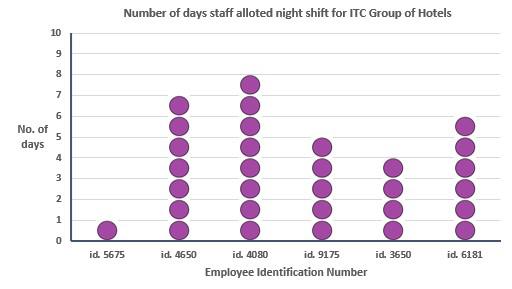 Number of days staff alloted night shift for ITC Group of Hotels
10
9
8
7
6
5
4
3
2
1
0
No. of
days
id. 5675 id. 4650 id. 4080 id. 9175 id. 3650 id. 6181
Employee Identification Number